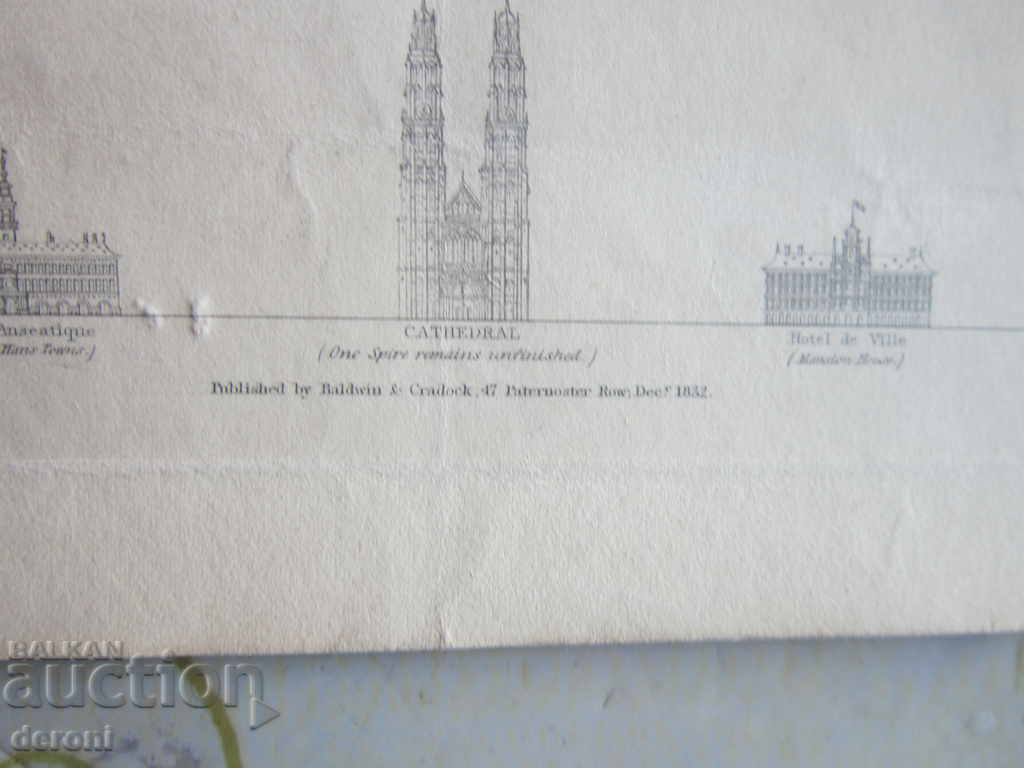 Anseatique
Hans Towns.)
CATHEDRAL
(One Spire remains unfinished.)
Hotel de Ville
(Mansion House.)
Published by Baldwin & Cradock, 47 Paternoster Row, Decr. 1832.
BALKAN
auction
deroni